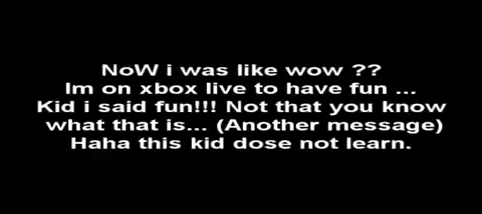 NoW i was like wow ??
Im on xbox live to have fun ...
Kid i said fun!!! Not that you know
what that is... (Another message)
Haha this kid dose not learn.